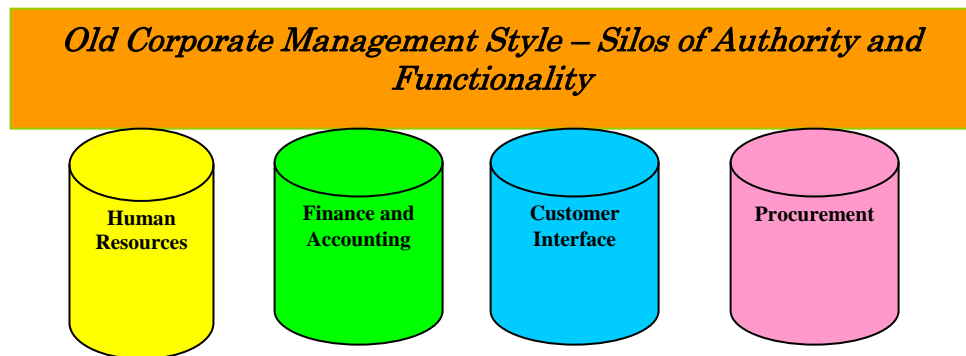 Old Corporate Management Style – Silos of Authority and
Functionality
Human
Resources
Finance and
Accounting
Customer
Interface
Procurement